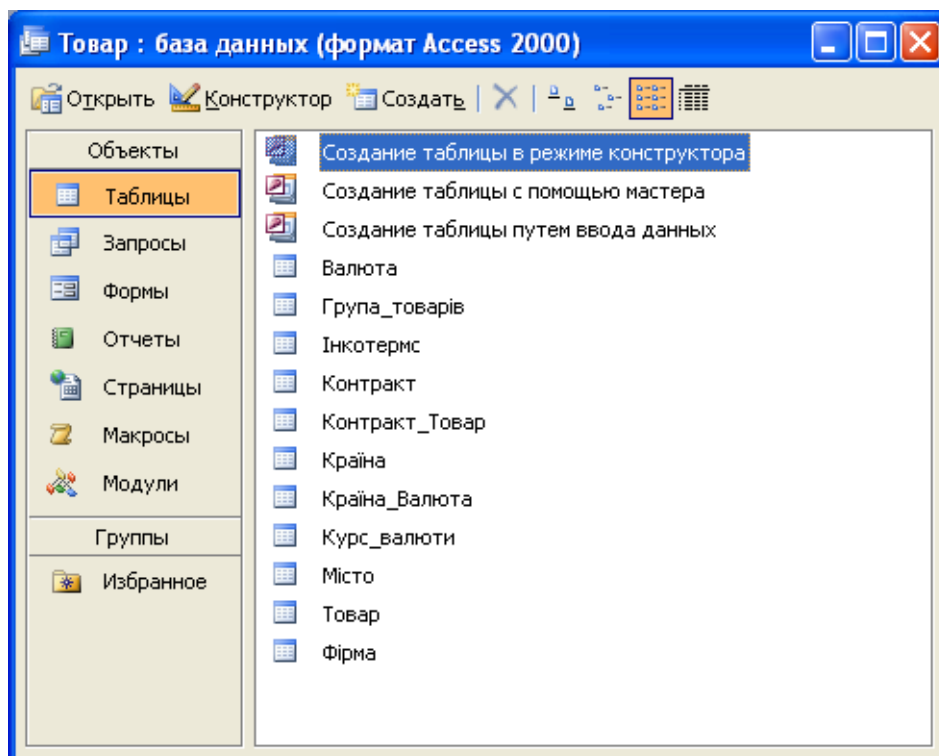 Товар : база данных (формат Access 2000)
Открыть Конструктор Создать
Объекты
Таблицы
Запросы
Формы
Отчеты
Страницы
Макросы
Модули
Группы
Избранное
Создание таблицы в режиме конструктора
Создание таблицы с помощью мастера
Создание таблицы путем ввода данных
Валюта
Група_товарів
Інкотермс
Контракт
Контракт_Товар
Країна
Країна_Валюта
Курс_валюти
Місто
Товар
Фірма